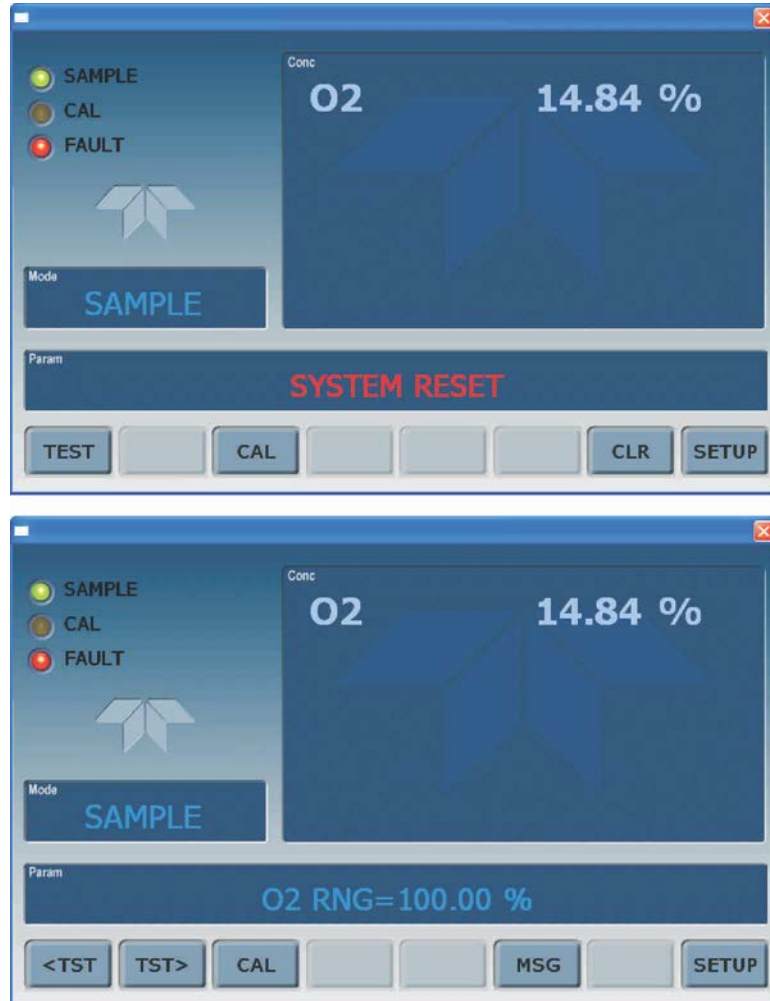 SAMPLE
CAL
FAULT
Conc
O2 14.84 %
Mode
SAMPLE
Param
SYSTEM RESET
TEST CAL CLR SETUP
SAMPLE
CAL
FAULT
Conc
O2 14.84 %
Mode
SAMPLE
Param
O2 RNG=100.00 %
<TST TST> CAL MSG SETUP